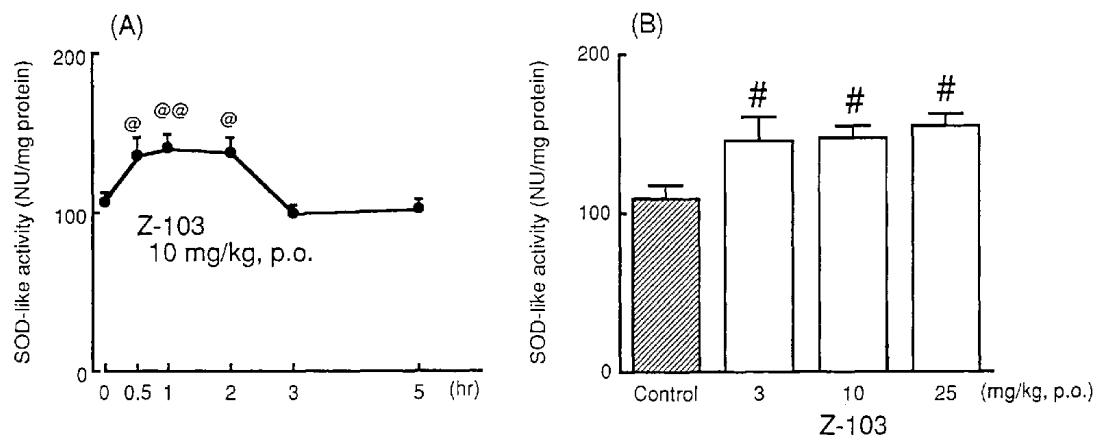 (A)
SOD-like activity (NU/mg protein)
200
100
0
@
@@
@
Z-103
10 mg/kg, p.o.
0 0.5 1 2 3 5 (hr)
(B)
SOD-like activity (NU/mg protein)
200
100
0
#
#
#
Control 3 10 25 (mg/kg, p.o.)
Z-103